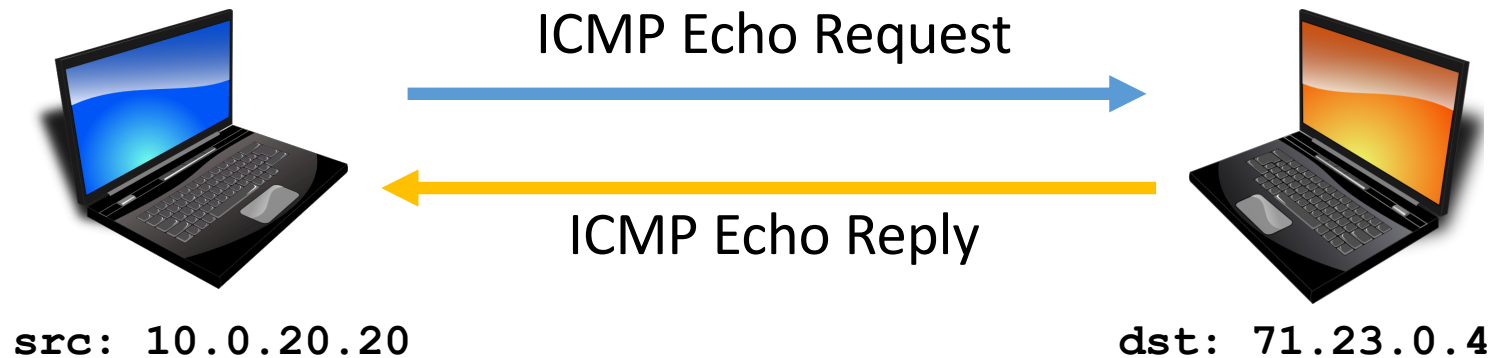 ICMP Echo Request
ICMP Echo Reply
src: 10.0.20.20
dst: 71.23.0.4